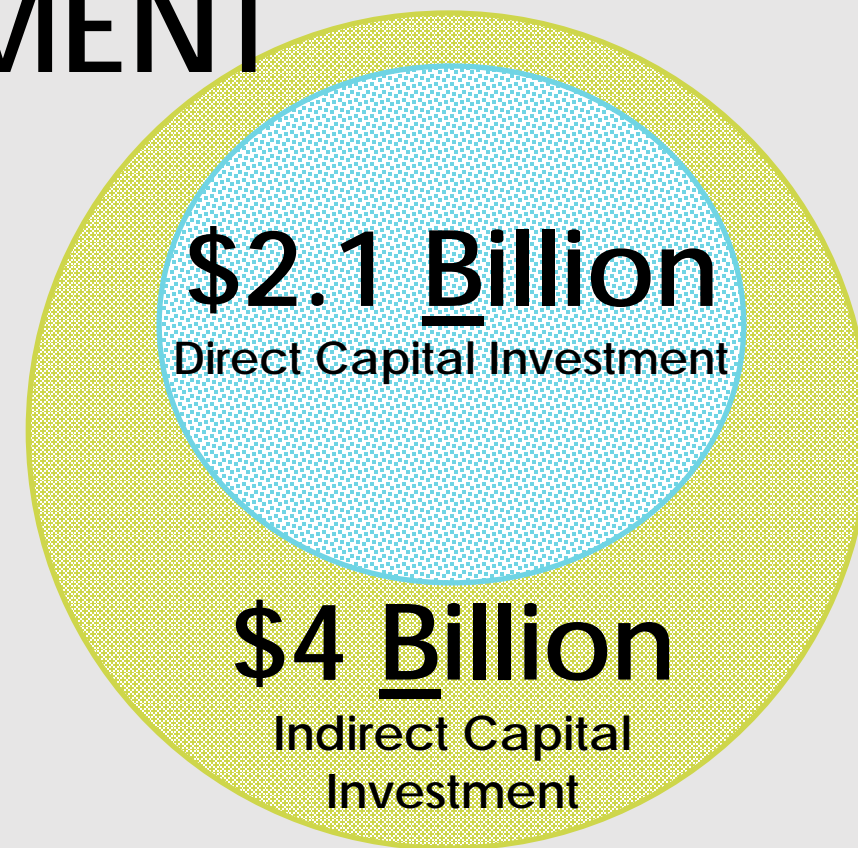 MENT
$2.1 Billion
Direct Capital Investment
$4 Billion
Indirect Capital
Investment